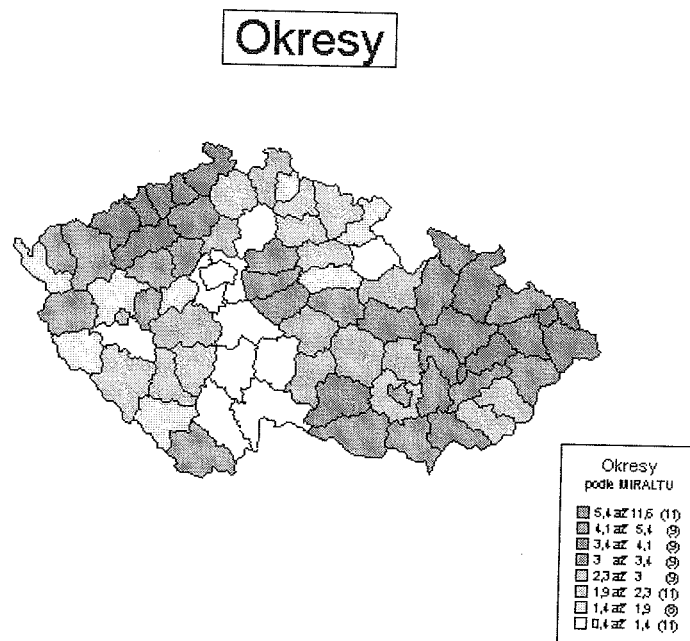 Okresy
Okresy
podle MIRALTU
5,4 až 11,6 (11)
4,1 až 5,4 (9)
3,4 až 4,1 (9)
3 až 3,4 (9)
2,3 až 3 (9)
1,9 až 2,3 (11)
1,4 až 1,9 (8)
0,4 až 1,4 (11)